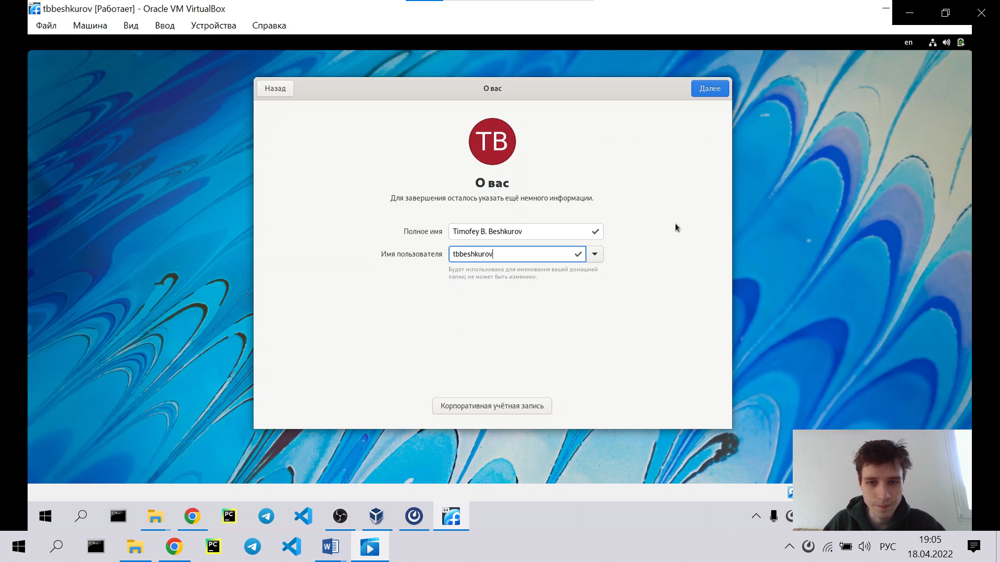 tbbeshkurov [Работает] - Oracle VM VirtualBox
Файл Машина Вид Ввод Устройства Справка
en
Назад
О вас
Далее
TB
О вас
Для завершения осталось указать ещё немного информации.
Полное имя
Timofey B. Beshkurov
Имя пользователя
tbbeshkurov
Будет использовано для именования вашей домашней
папки; не может быть изменено.
Корпоративная учётная запись
C:\_
PC
64
C:\_
PC
W
РУС
19:05
18.04.2022